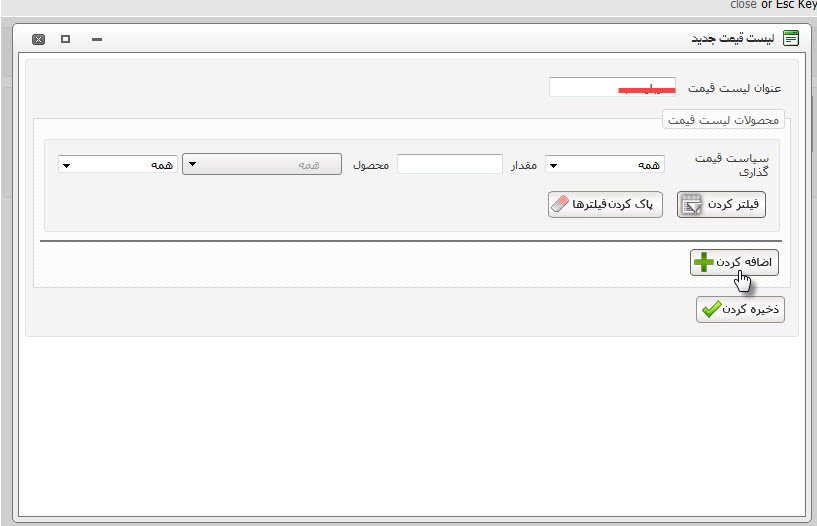 close or Esc Key
لیست قیمت جدید
عنوان لیست قیمت
محصولات لیست قیمت
سیاست قیمت گذاری همه مقدار محصول همه همه
فیلتر کردن پاک کردن فیلترها
اضافه کردن
ذخیره کردن